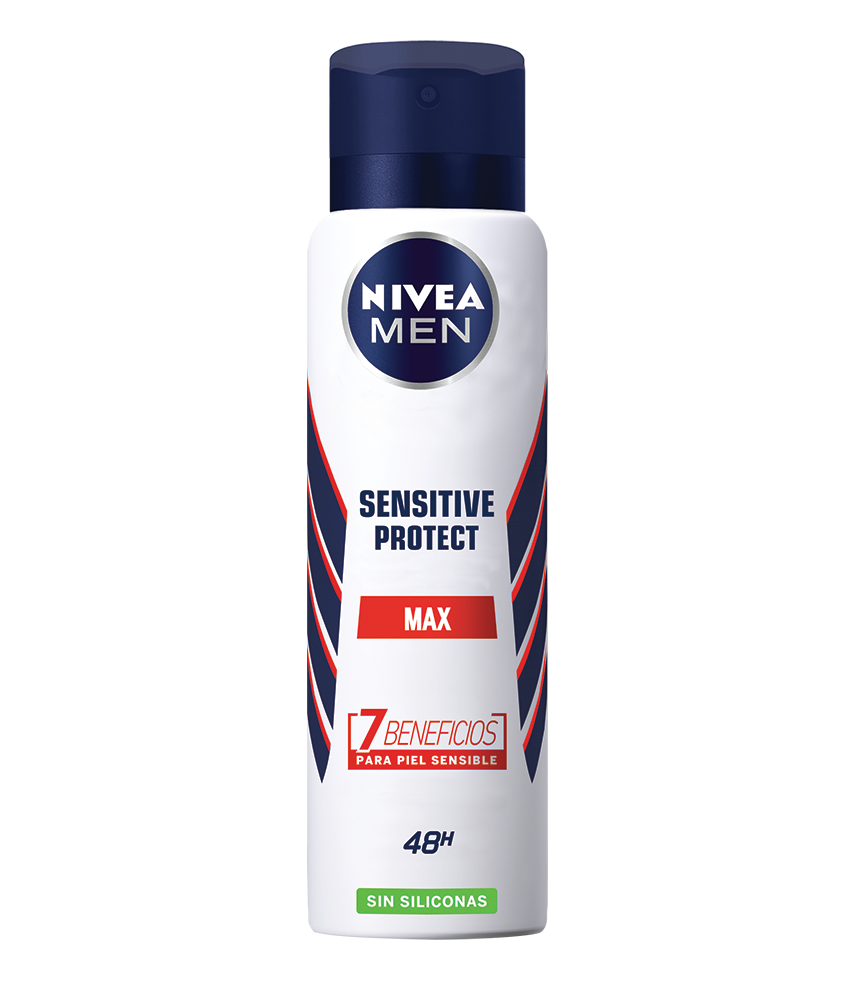 NIVEA
MEN
SENSITIVE
PROTECT
MAX
7 BENEFICIOS
PARA PIEL SENSIBLE
48H
SIN SILICONAS